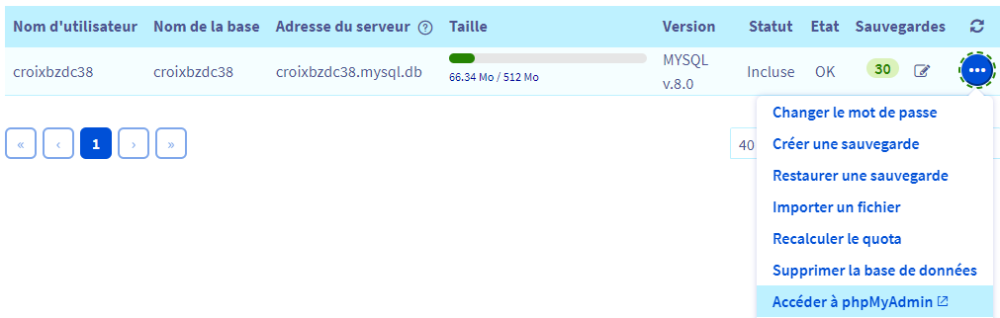 Nom d'utilisateur Nom de la base Adresse du serveur ? Taille Version Statut Etat Sauvegardes
croixbzdc38 croixbzdc38 croixbzdc38.mysql.db 66.34 Mo / 512 Mo MYSQL Incluse OK 30
v.8.0
« ‹ 1 › »
40
Changer le mot de passe
Créer une sauvegarde
Restaurer une sauvegarde
Importer un fichier
Recalculer le quota
Supprimer la base de données
Accéder à phpMyAdmin